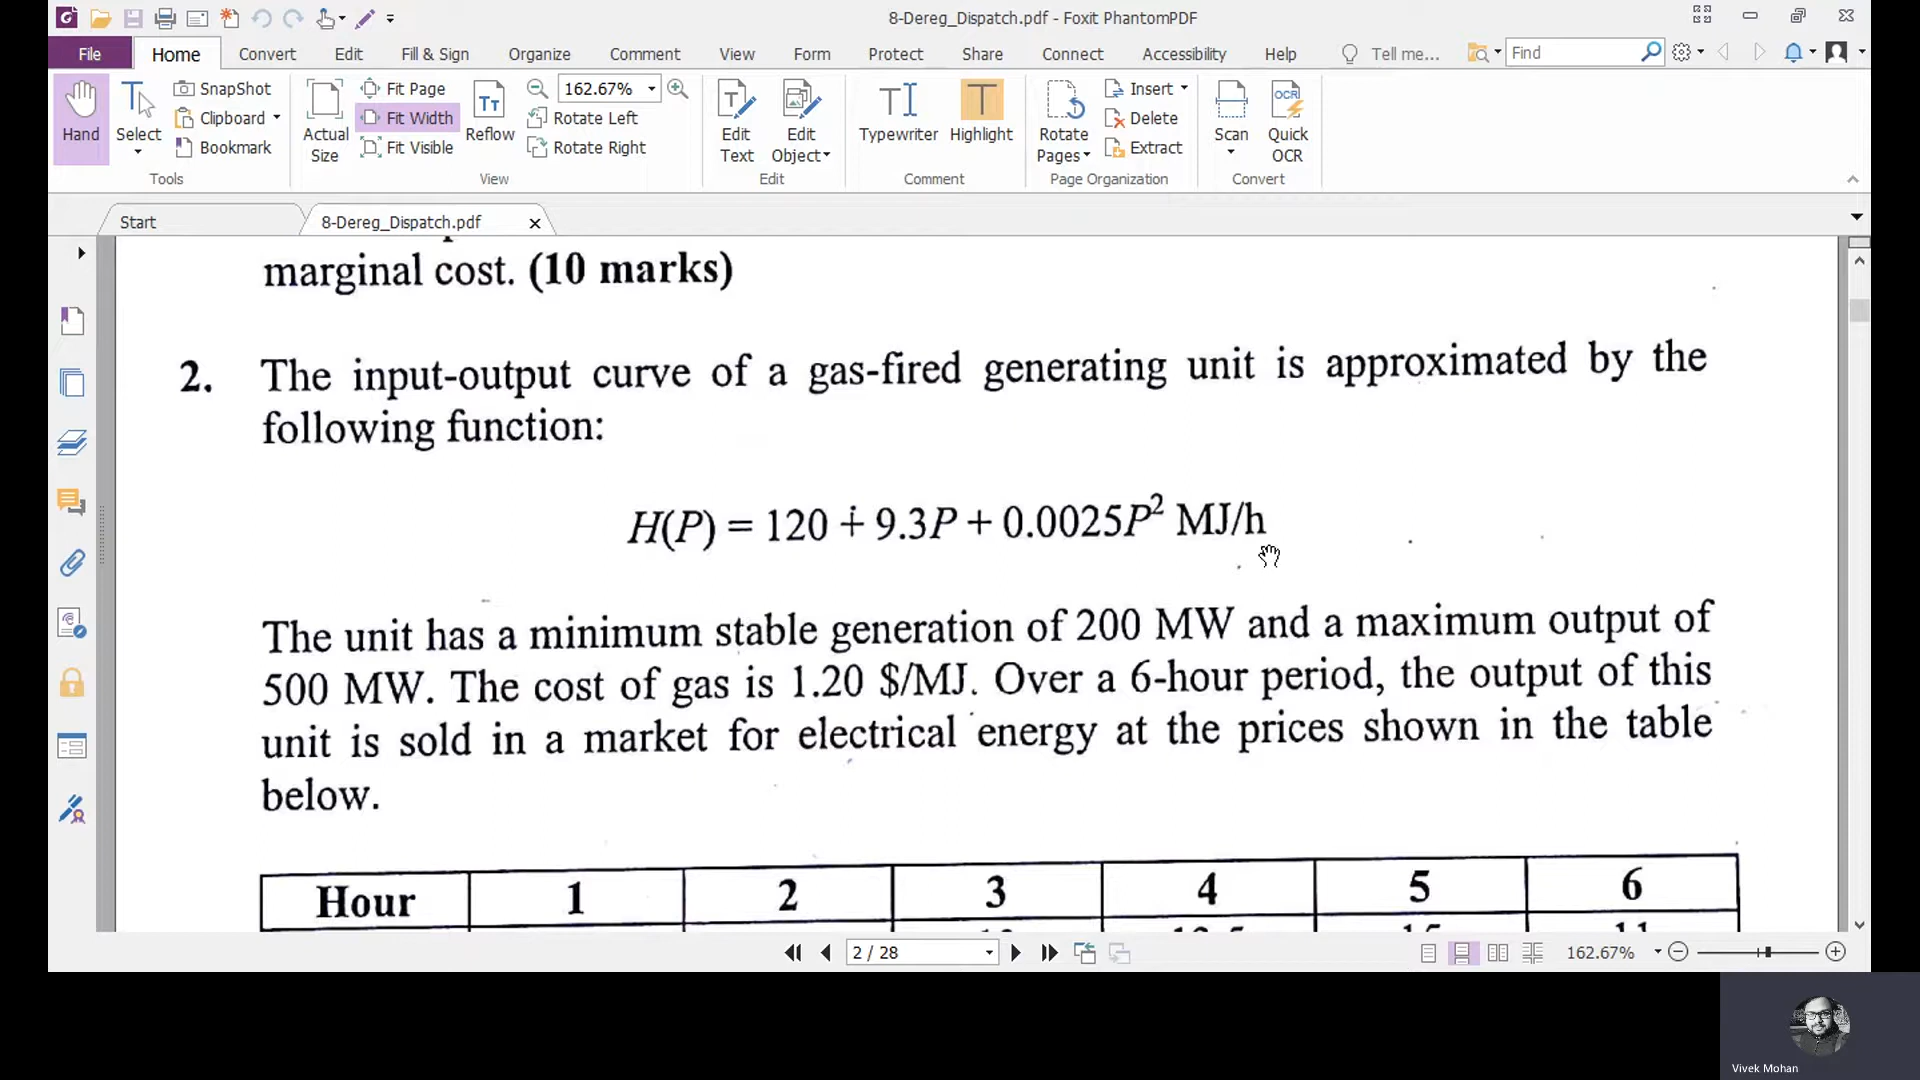 8-Dereg_Dispatch.pdf - Foxit PhantomPDF
File Home Convert Edit Fill & Sign Organize Comment View Form Protect Share Connect Accessibility Help Tell me... Find
Hand
Select
SnapShot
Clipboard
Bookmark
Tools
Actual Size
Fit Page
Fit Width
Fit Visible
Reflow
162.67%
Rotate Left
Rotate Right
View
Edit Text
Edit Object
Edit
Typewriter
Highlight
Comment
Rotate Pages
Insert
Delete
Extract
Page Organization
Scan
Quick OCR
Convert
Start
8-Dereg_Dispatch.pdf
marginal cost. (10 marks)
2. The input-output curve of a gas-fired generating unit is approximated by the
following function:
H(P) = 120 + 9.3P + 0.0025P² MJ/h
The unit has a minimum stable generation of 200 MW and a maximum output of
500 MW. The cost of gas is 1.20 $/MJ. Over a 6-hour period, the output of this
unit is sold in a market for electrical energy at the prices shown in the table
below.
Hour 1 2 3 4 5 6
2 / 28
162.67%
Vivek Mohan